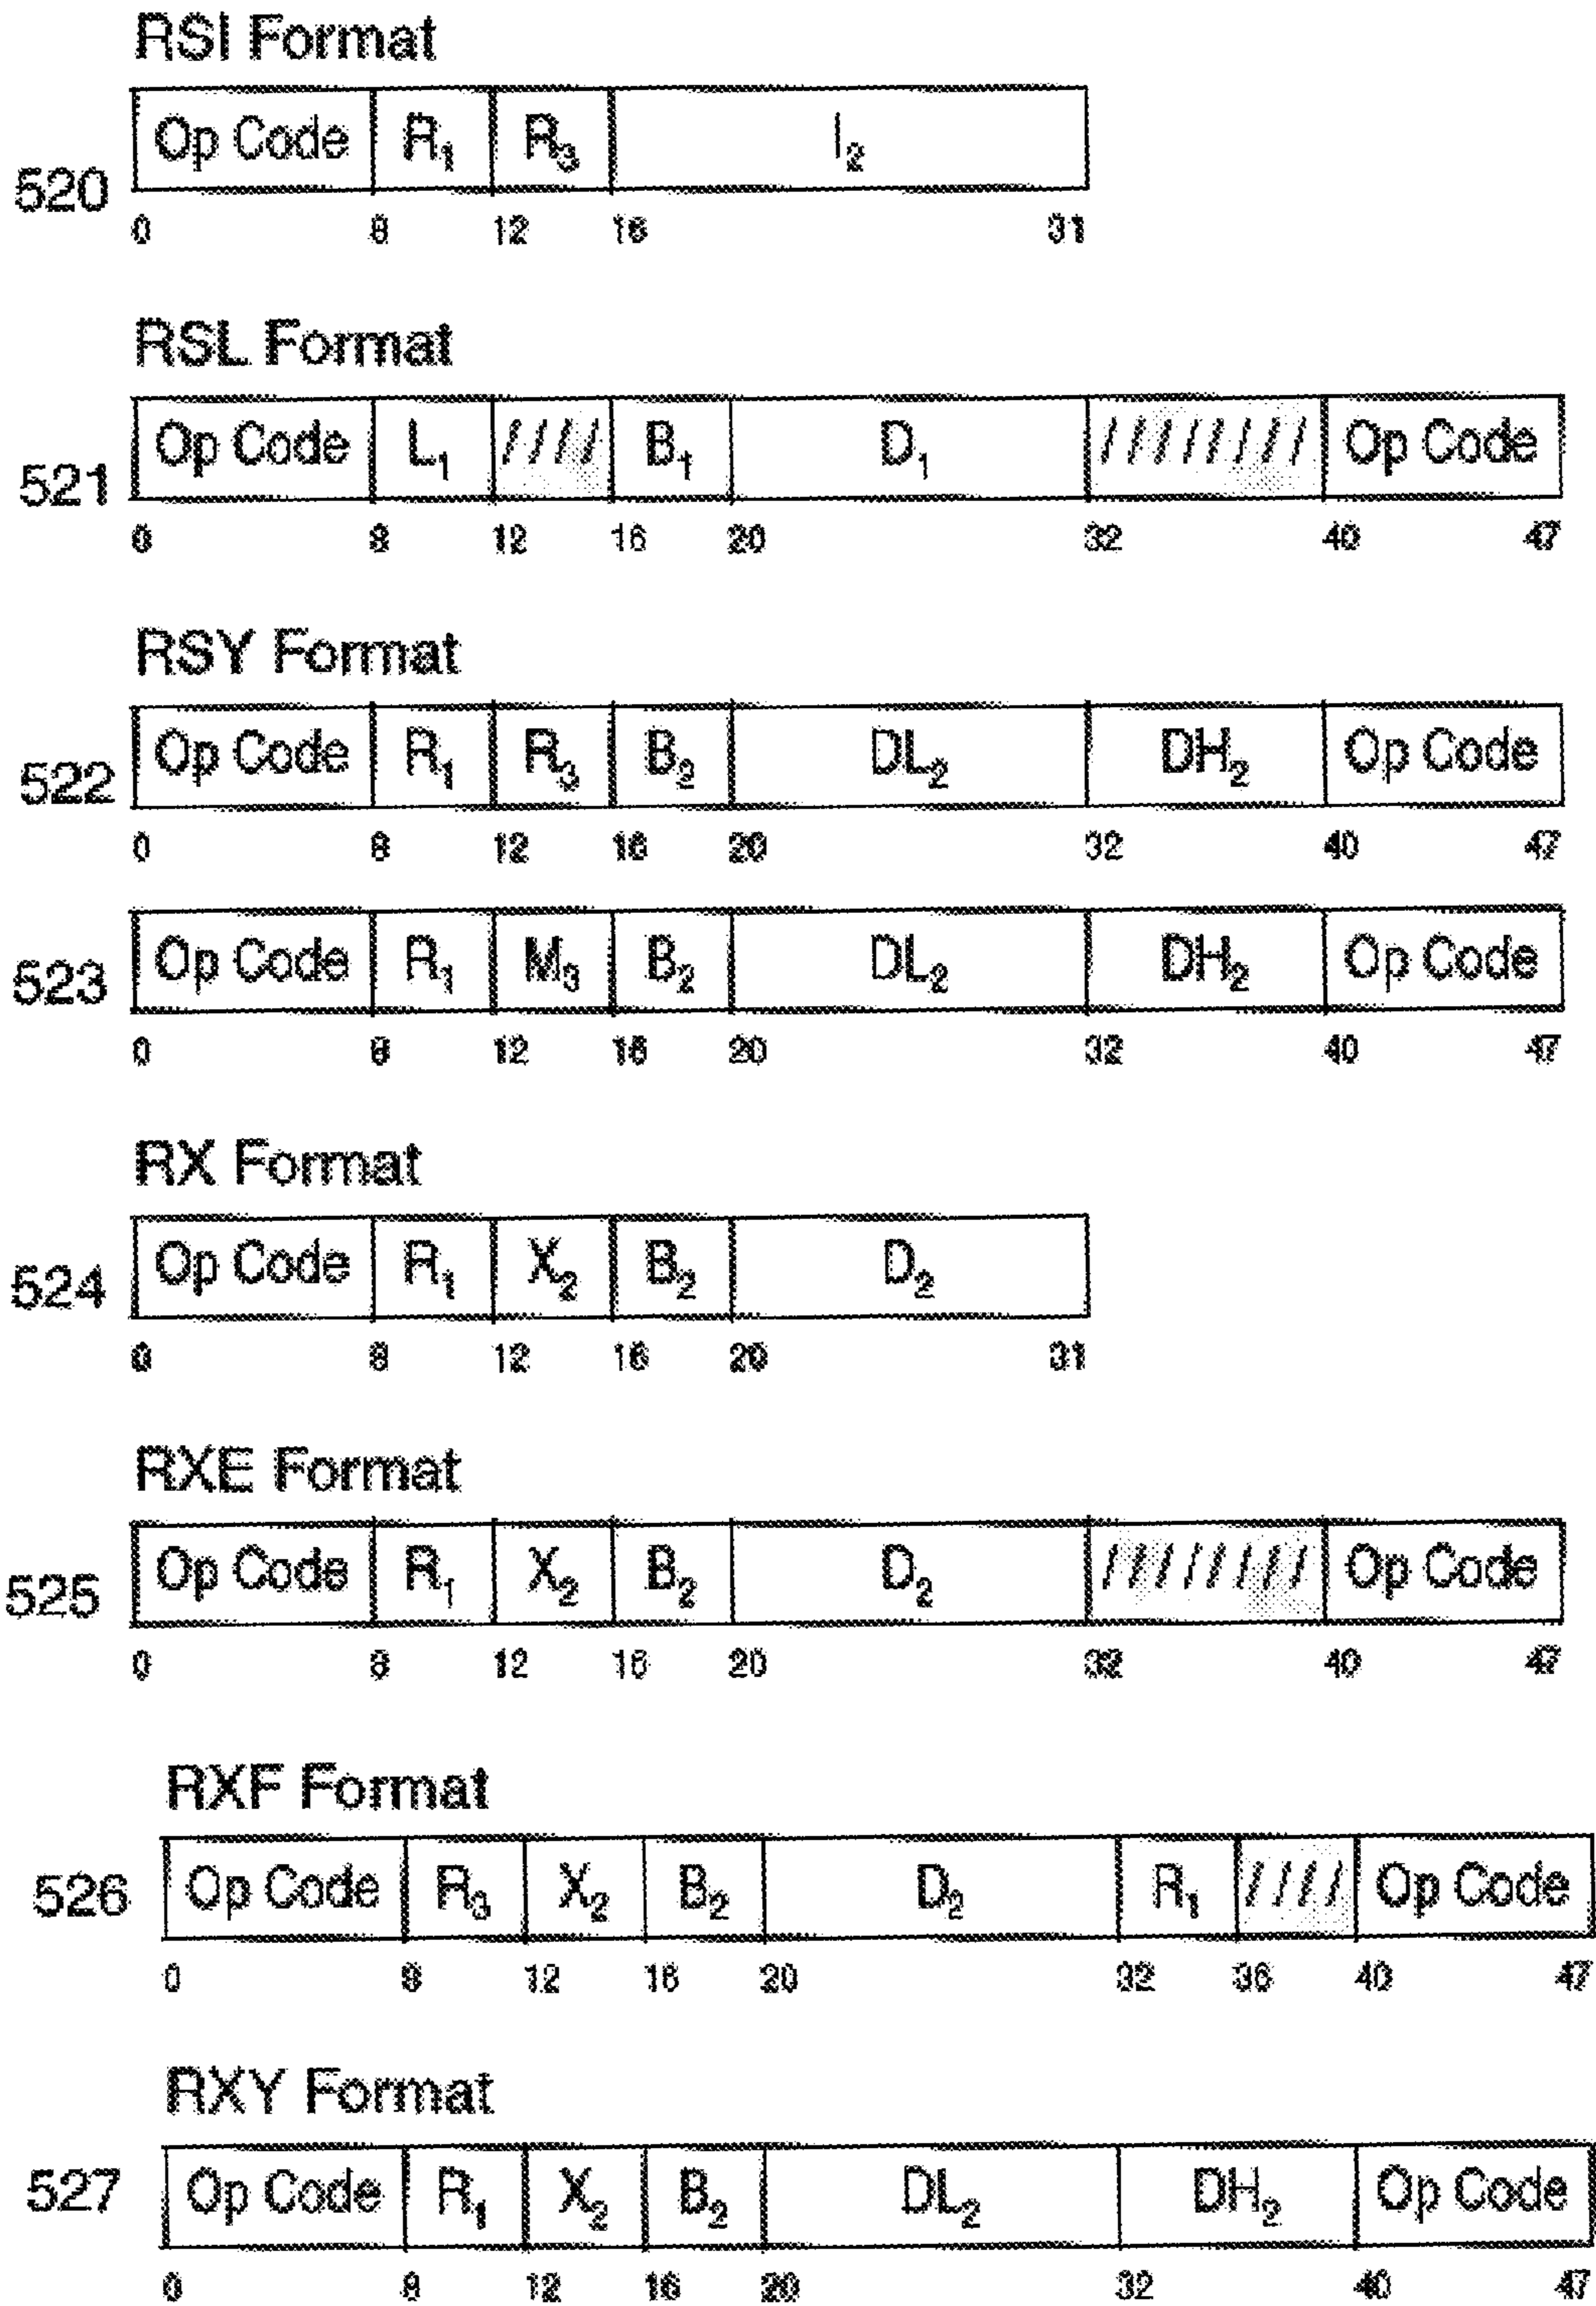 RSI Format
520 Op Code R1 R3 I2
0 8 12 16 31
RSL Format
521 Op Code L1 //// B1 D1 //////// Op Code
0 8 12 16 20 32 40 47
RSY Format
522 Op Code R1 R3 B2 DL2 DH2 Op Code
0 8 12 16 20 32 40 47
523 Op Code R1 M3 B2 DL2 DH2 Op Code
0 8 12 16 20 32 40 47
RX Format
524 Op Code R1 X2 B2 D2
0 8 12 16 20 31
RXE Format
525 Op Code R1 X2 B2 D2 //////// Op Code
0 8 12 16 20 32 40 47
RXF Format
526 Op Code R3 X2 B2 D2 R1 //// Op Code
0 8 12 16 20 32 36 40 47
RXY Format
527 Op Code R1 X2 B2 DL2 DH2 Op Code
0 8 12 16 20 32 40 47